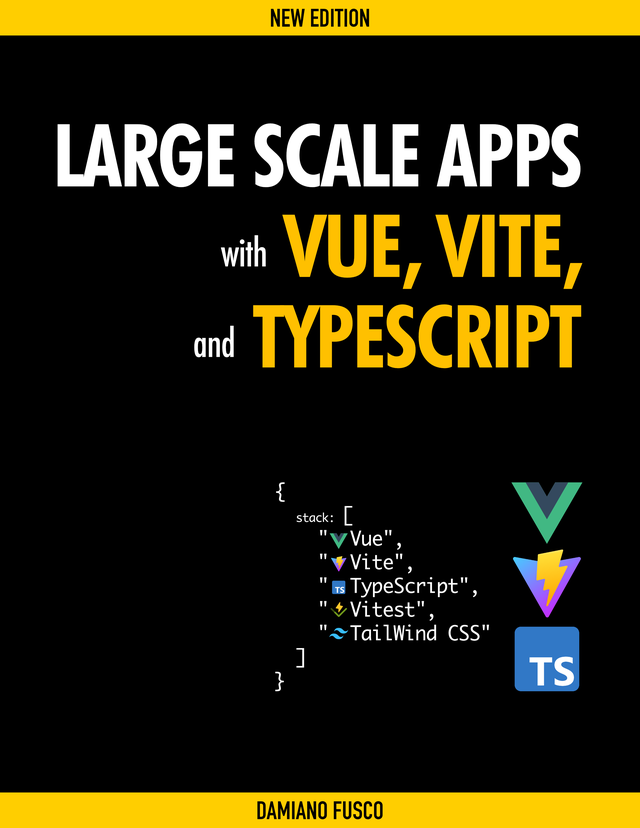 NEW EDITION
LARGE SCALE APPS
with VUE, VITE,
and TYPESCRIPT
{
stack: [
"Vue",
"Vite",
"TS TypeScript",
"Vitest",
"TailWind CSS"
]
}
TS
DAMIANO FUSCO